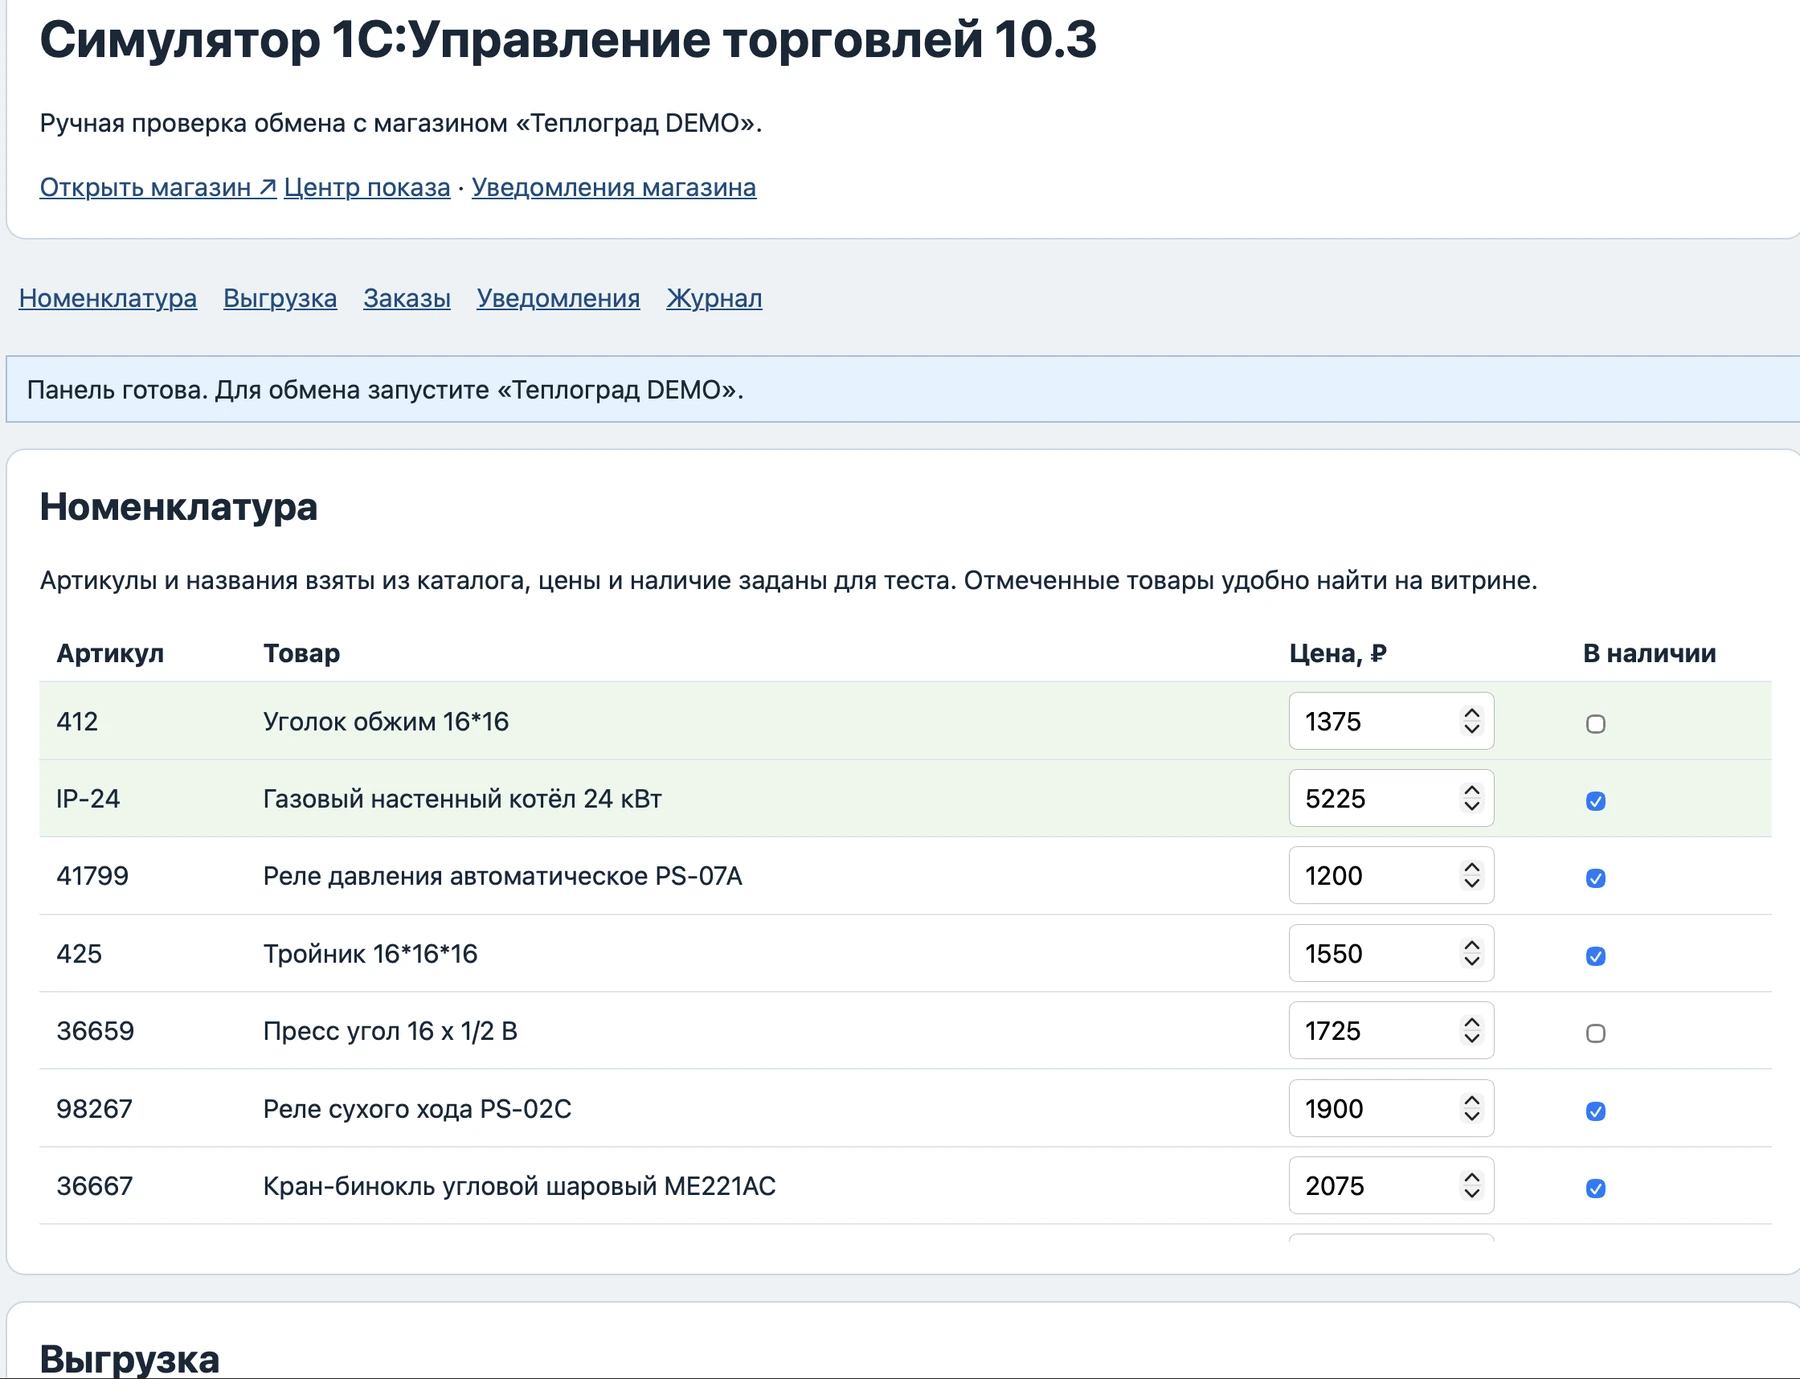 Симулятор 1С:Управление торговлей 10.3
Ручная проверка обмена с магазином «Теплоград DEMO».
Открыть магазин ↗ Центр показа · Уведомления магазина
Номенклатура Выгрузка Заказы Уведомления Журнал
Панель готова. Для обмена запустите «Теплоград DEMO».
Номенклатура
Артикулы и названия взяты из каталога, цены и наличие заданы для теста. Отмеченные товары удобно найти на витрине.
Артикул Товар Цена, ₽ В наличии
412 Уголок обжим 16*16 1375
IP-24 Газовый настенный котёл 24 кВт 5225
41799 Реле давления автоматическое PS-07A 1200
425 Тройник 16*16*16 1550
36659 Пресс угол 16 х 1/2 В 1725
98267 Реле сухого хода PS-02C 1900
36667 Кран-бинокль угловой шаровый ME221AC 2075
Выгрузка